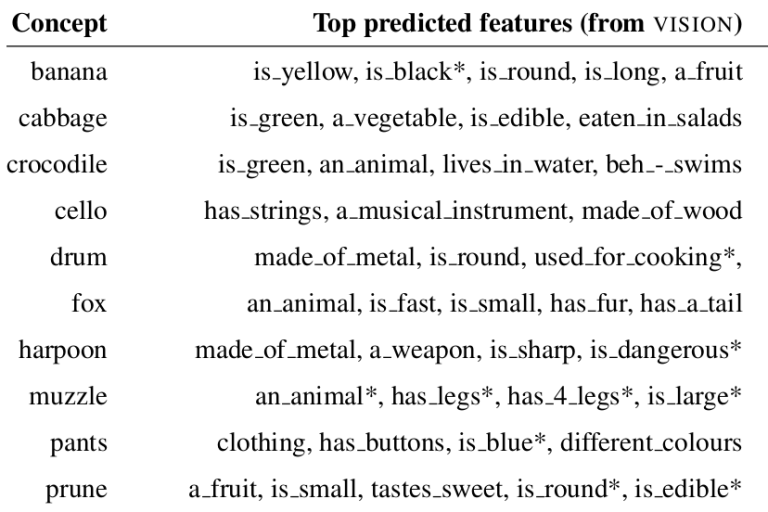 Concept Top predicted features (from VISION)
banana is_yellow, is_black*, is_round, is_long, a_fruit
cabbage is_green, a_vegetable, is_edible, eaten_in_salads
crocodile is_green, an_animal, lives_in_water, beh_-_swims
cello has_strings, a_musical_instrument, made_of_wood
drum made_of_metal, is_round, used_for_cooking*,
fox an_animal, is_fast, is_small, has_fur, has_a_tail
harpoon made_of_metal, a_weapon, is_sharp, is_dangerous*
muzzle an_animal*, has_legs*, has_4_legs*, is_large*
pants clothing, has_buttons, is_blue*, different_colours
prune a_fruit, is_small, tastes_sweet, is_round*, is_edible*